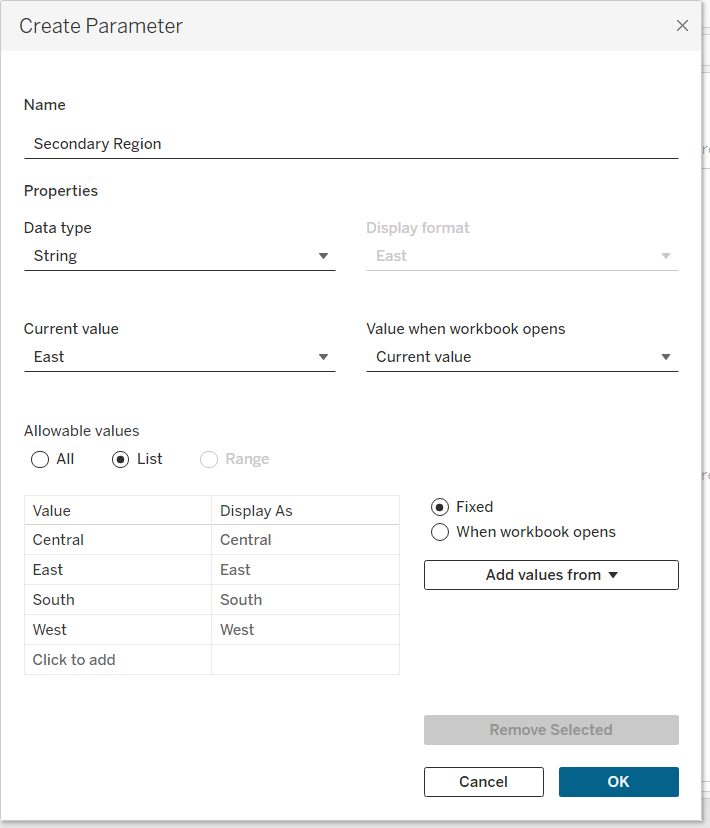 Create Parameter
Name
Secondary Region
Properties
Data type Display format
String East
Current value Value when workbook opens
East Current value
Allowable values
All List Range
Value Display As
Central Central
East East
South South
West West
Click to add
Fixed
When workbook opens
Add values from
Remove Selected
Cancel OK